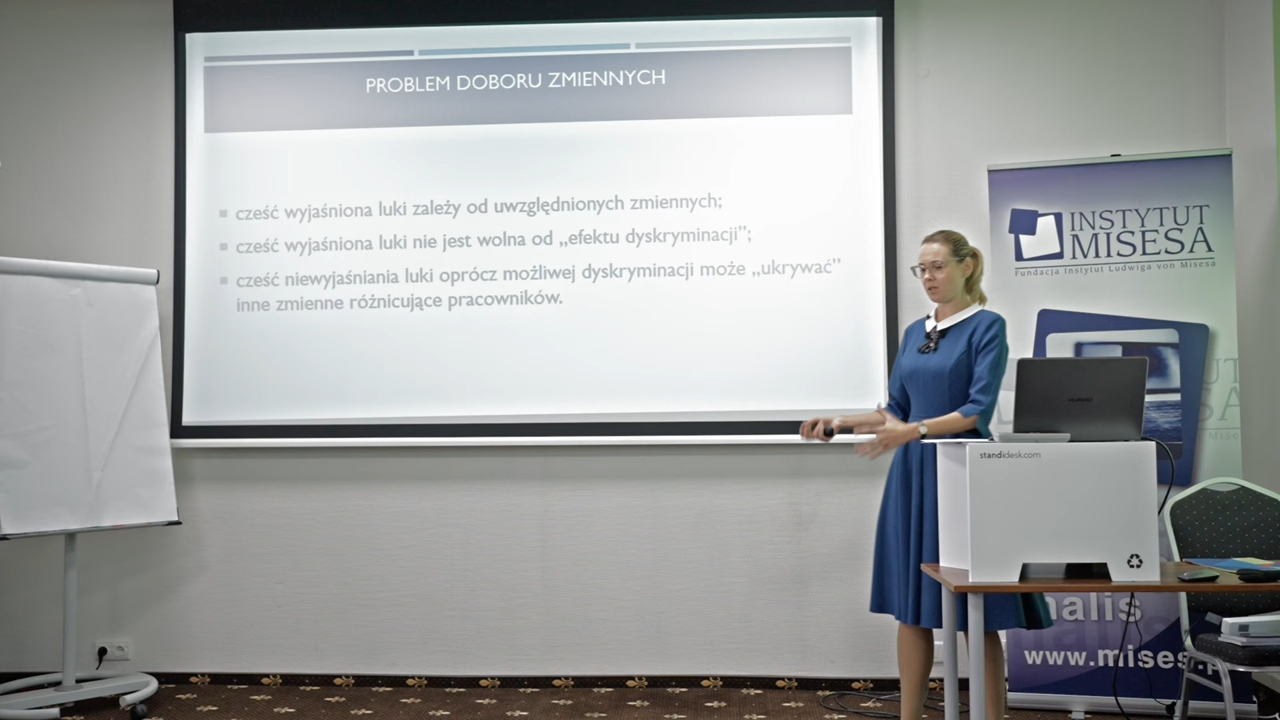 PROBLEM DOBORU ZMIENNYCH
cześć wyjaśniona luki zależy od uwzględnionych zmiennych;
cześć wyjaśniona luki nie jest wolna od „efektu dyskryminacji”;
cześć niewyjaśniania luki oprócz możliwej dyskryminacji może „ukrywać”
inne zmienne różnicujące pracowników.
INSTYTUT
MISESA
Fundacja Instytut Ludwiga von Misesa
HUAWEI
standidesk.com
nalis
www.mises.p